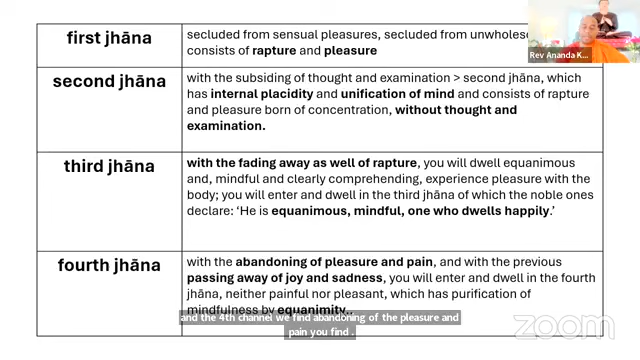 first jhāna
secluded from sensual pleasures, secluded from
consists of rapture and pleasure
second jhāna
with the subsiding of thought and examination > second jhāna, which
has internal placidity and unification of mind and consists of rapture
and pleasure born of concentration, without thought and
examination.
third jhāna
with the fading away as well of rapture, you will dwell equanimous
and, mindful and clearly comprehending, experience pleasure with the
body; you will enter and dwell in the third jhāna of which the noble ones
declare: ‘He is equanimous, mindful, one who dwells happily.’
fourth jhāna
with the abandoning of pleasure and pain, and with the previous
passing away of joy and sadness, you will enter and dwell in the fourth
jhāna, neither painful nor pleasant, which has purification of
mindfulness by equanimity..
and the 4th channel we find abandoning of the pleasure and
pain you find .
Rev Ananda K...
zoom